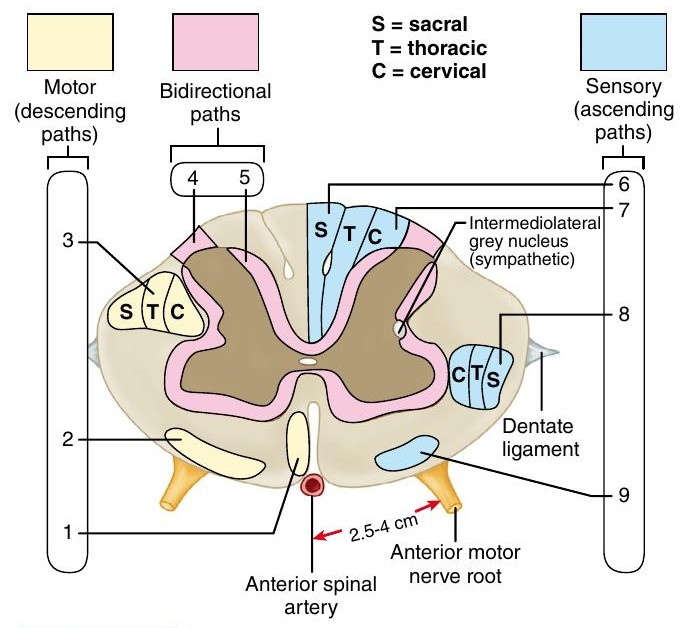 S = sacral
T = thoracic
C = cervical
Motor
(descending
paths)
Bidirectional
paths
Sensory
(ascending
paths)
4 5
6
7
S T C
Intermediolateral
grey nucleus
(sympathetic)
3
S T C
8
C T S
Dentate
ligament
2
9
1
2.5-4 cm
Anterior motor
nerve root
Anterior spinal
artery